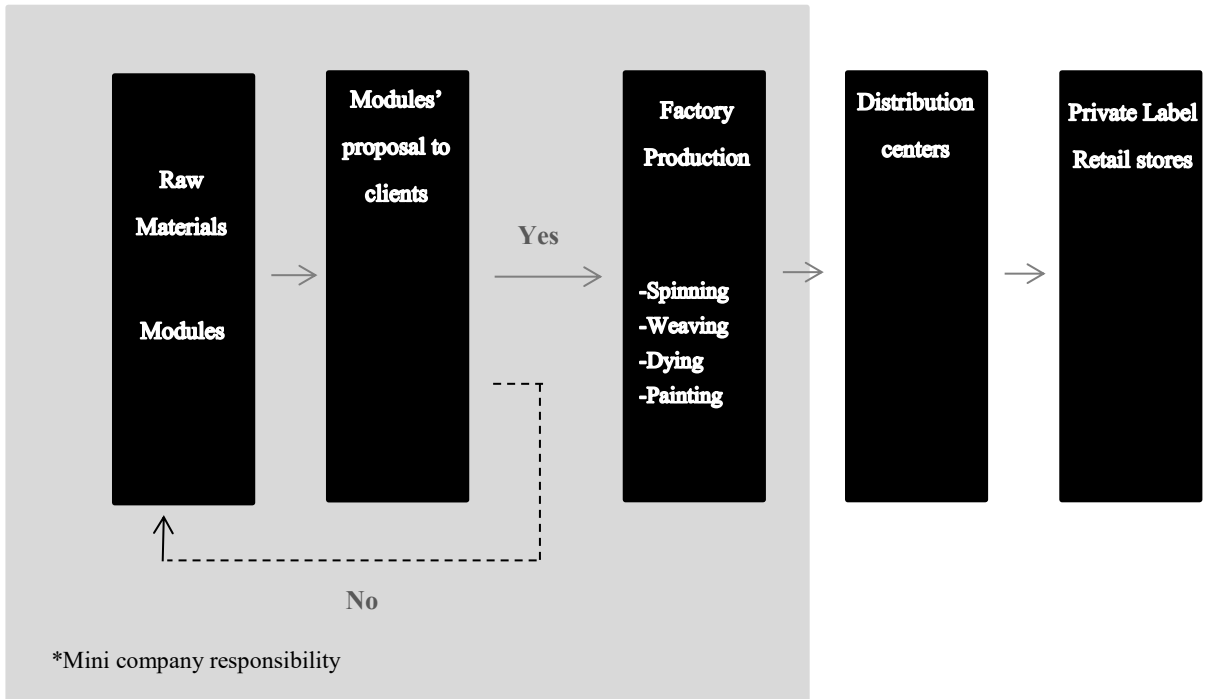 Raw
Materials
Modules
Modules’
proposal to
clients
Yes
No
Factory
Production
-Spinning
-Weaving
-Dying
-Painting
Distribution
centers
Private Label
Retail stores
*Mini company responsibility